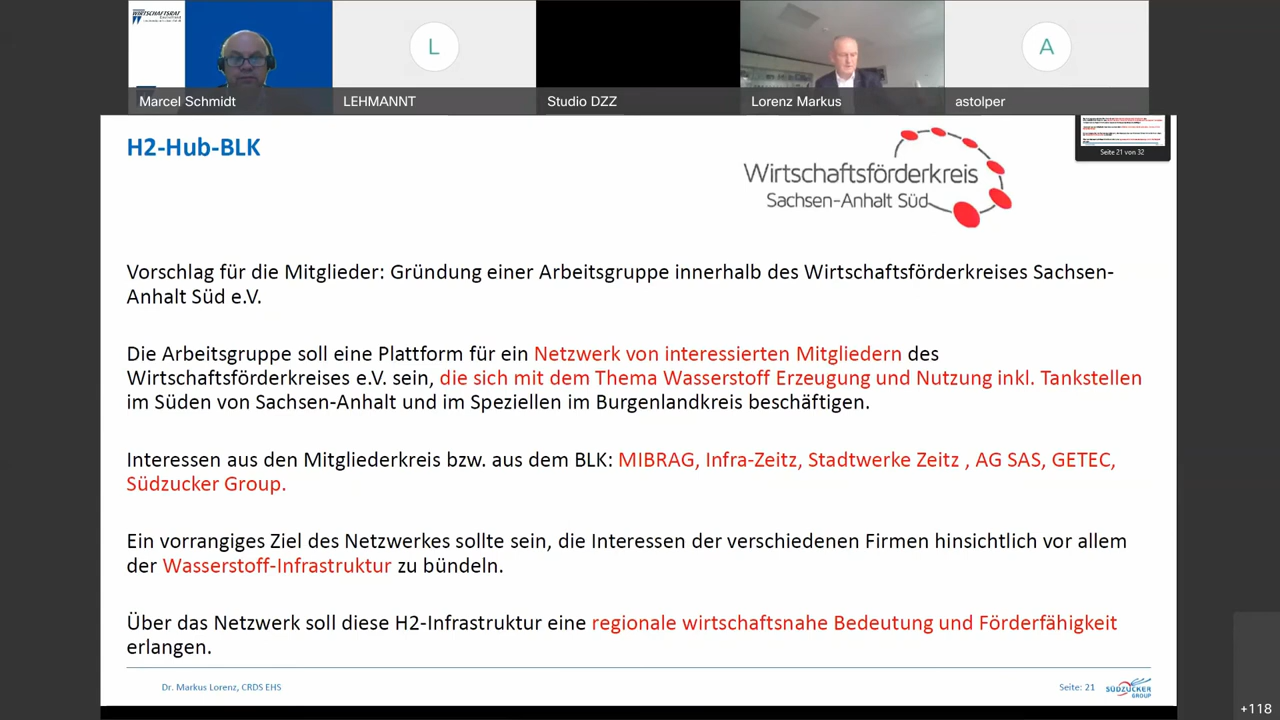 WIRTSCHAFTSRAT
Marcel Schmidt
L
LEHMANNT
Studio DZZ
Lorenz Markus
A
astolper
H2-Hub-BLK
Wirtschaftsförderkreis
Sachsen-Anhalt Süd
Seite 21 von 32
Vorschlag für die Mitglieder: Gründung einer Arbeitsgruppe innerhalb des Wirtschaftsförderkreises Sachsen-
Anhalt Süd e.V.
Die Arbeitsgruppe soll eine Plattform für ein Netzwerk von interessierten Mitgliedern des
Wirtschaftsförderkreises e.V. sein, die sich mit dem Thema Wasserstoff Erzeugung und Nutzung inkl. Tankstellen
im Süden von Sachsen-Anhalt und im Speziellen im Burgenlandkreis beschäftigen.
Interessen aus den Mitgliederkreis bzw. aus dem BLK: MIBRAG, Infra-Zeitz, Stadtwerke Zeitz , AG SAS, GETEC,
Südzucker Group.
Ein vorrangiges Ziel des Netzwerkes sollte sein, die Interessen der verschiedenen Firmen hinsichtlich vor allem
der Wasserstoff-Infrastruktur zu bündeln.
Über das Netzwerk soll diese H2-Infrastruktur eine regionale wirtschaftsnahe Bedeutung und Förderfähigkeit
erlangen.
Dr. Markus Lorenz, CRDS EHS
Seite: 21
SÜDZUCKER
GROUP
+118